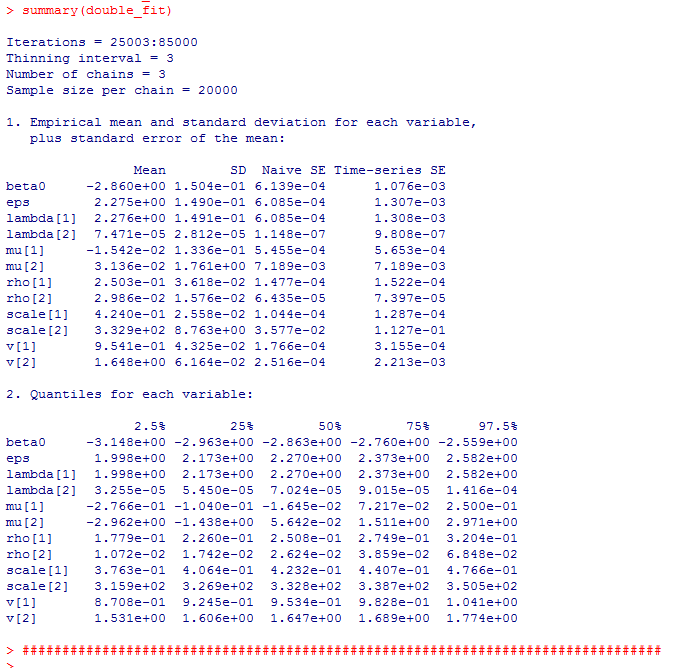 > summary(double_fit)
Iterations = 25003:85000
Thinning interval = 3
Number of chains = 3
Sample size per chain = 20000
1. Empirical mean and standard deviation for each variable,
plus standard error of the mean:
Mean SD Naive SE Time-series SE
beta0 -2.860e+00 1.504e-01 6.139e-04 1.076e-03
eps 2.275e+00 1.490e-01 6.085e-04 1.307e-03
lambda[1] 2.276e+00 1.491e-01 6.085e-04 1.308e-03
lambda[2] 7.471e-05 2.812e-05 1.148e-07 9.808e-07
mu[1] -1.542e-02 1.336e-01 5.455e-04 5.653e-04
mu[2] 3.136e-02 1.761e+00 7.189e-03 7.189e-03
rho[1] 2.503e-01 3.618e-02 1.477e-04 1.522e-04
rho[2] 2.986e-02 1.576e-02 6.435e-05 7.397e-05
scale[1] 4.240e-01 2.558e-02 1.044e-04 1.287e-04
scale[2] 3.329e+02 8.763e+00 3.577e-02 1.127e-01
v[1] 9.541e-01 4.325e-02 1.766e-04 3.155e-04
v[2] 1.648e+00 6.164e-02 2.516e-04 2.213e-03
2. Quantiles for each variable:
2.5% 25% 50% 75% 97.5%
beta0 -3.148e+00 -2.963e+00 -2.863e+00 -2.760e+00 -2.559e+00
eps 1.998e+00 2.173e+00 2.270e+00 2.373e+00 2.582e+00
lambda[1] 1.998e+00 2.173e+00 2.270e+00 2.373e+00 2.582e+00
lambda[2] 3.255e-05 5.450e-05 7.024e-05 9.015e-05 1.416e-04
mu[1] -2.766e-01 -1.040e-01 -1.645e-02 7.217e-02 2.500e-01
mu[2] -2.962e+00 -1.438e+00 5.642e-02 1.511e+00 2.971e+00
rho[1] 1.779e-01 2.260e-01 2.508e-01 2.749e-01 3.204e-01
rho[2] 1.072e-02 1.742e-02 2.624e-02 3.859e-02 6.848e-02
scale[1] 3.763e-01 4.064e-01 4.232e-01 4.407e-01 4.766e-01
scale[2] 3.159e+02 3.269e+02 3.328e+02 3.387e+02 3.505e+02
v[1] 8.708e-01 9.245e-01 9.534e-01 9.828e-01 1.041e+00
v[2] 1.531e+00 1.606e+00 1.647e+00 1.689e+00 1.774e+00
> ################################################################################
>